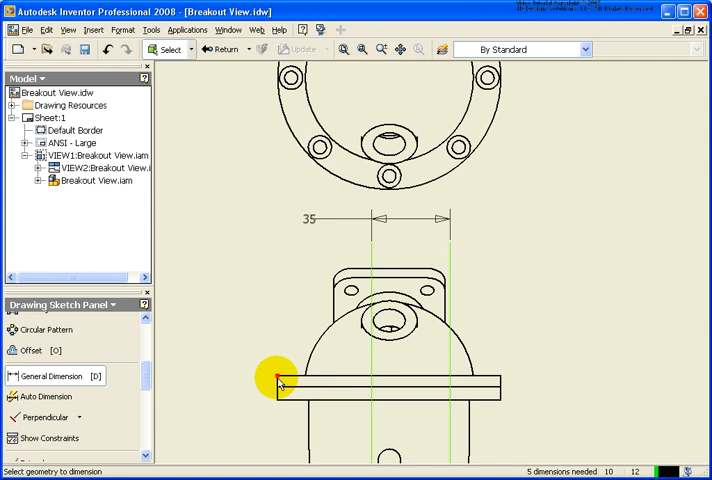 Autodesk Inventor Professional 2008 - [Breakout View.idw]
File Edit View Insert Format Tools Applications Window Web Help
Select Return Update By Standard
Model
Breakout View.idw
Drawing Resources
Sheet:1
Default Border
ANSI - Large
VIEW1:Breakout View.iam
VIEW2:Breakout View.i
Breakout View.iam
35
Drawing Sketch Panel
Circular Pattern
Offset [O]
General Dimension [D]
Auto Dimension
Perpendicular
Show Constraints
Select geometry to dimension 5 dimensions needed 10 12